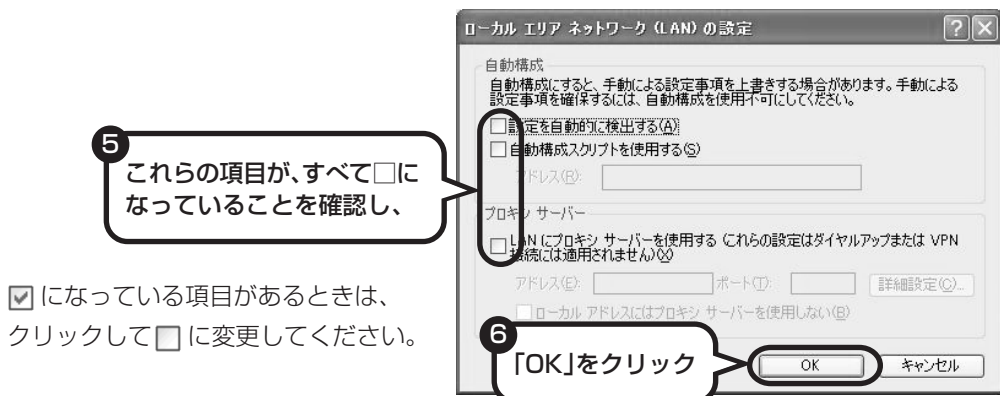 ローカル エリア ネットワーク (LAN) の設定
自動構成
自動構成にすると、手動による設定事項を上書きする場合があります。手動による
設定事項を確保するには、自動構成を使用不可にしてください。
設定を自動的に検出する(A)
自動構成スクリプトを使用する(S)
アドレス(R):
プロキシ サーバー
LAN にプロキシ サーバーを使用する (これらの設定はダイヤルアップまたは VPN
接続には適用されません)(X)
アドレス(E): ポート(T): 詳細設定(C)...
ローカル アドレスにはプロキシ サーバーを使用しない(B)
OK キャンセル
5
これらの項目が、すべて□に
なっていることを確認し、
☑ になっている項目があるときは、
クリックして □ に変更してください。
6
「OK」をクリック